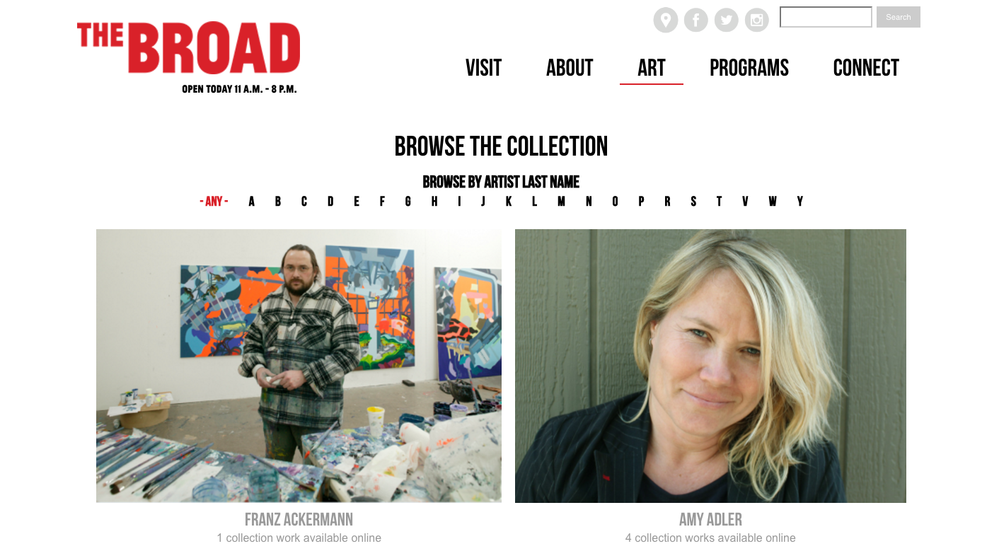 THE BROAD
Search
OPEN TODAY 11 A.M. - 8 P.M.
VISIT ABOUT ART PROGRAMS CONNECT
BROWSE THE COLLECTION
BROWSE BY ARTIST LAST NAME
- ANY - A B C D E F G H I J K L M N O P R S T V W Y
FRANZ ACKERMANN
1 collection work available online
AMY ADLER
4 collection works available online